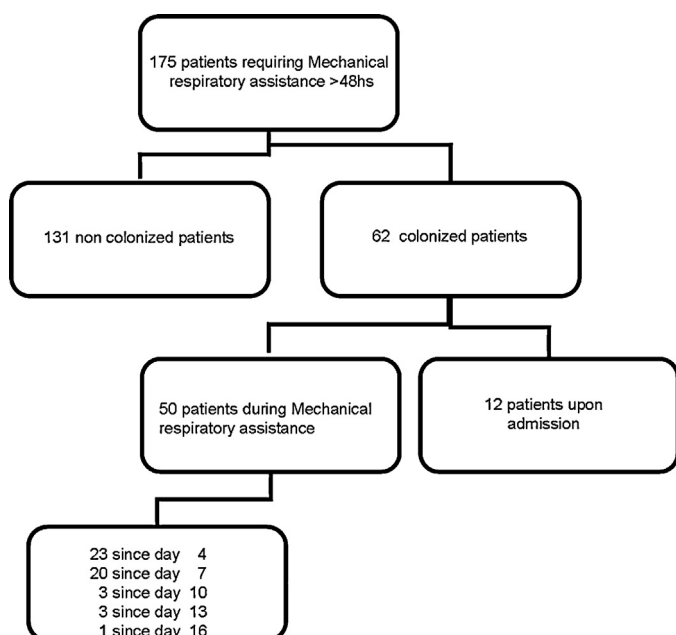 175 patients requiring Mechanical
respiratory assistance >48hs
131 non colonized patients
62 colonized patients
50 patients during Mechanical
respiratory assistance
12 patients upon
admission
23 since day 4
20 since day 7
3 since day 10
3 since day 13
1 since day 16